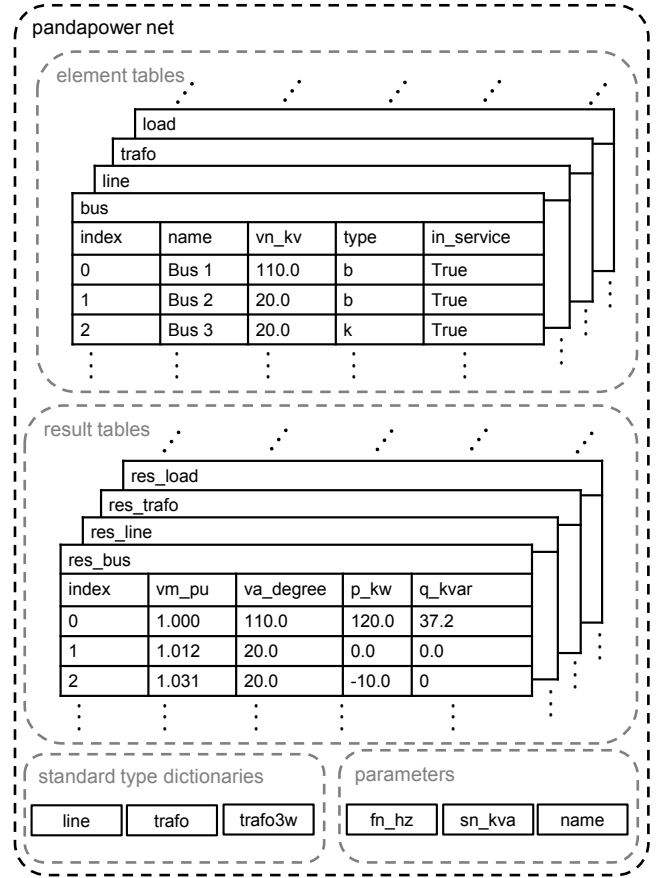 pandapower net
element tables
load
trafo
line
bus
index name vn_kv type in_service
0 Bus 1 110.0 b True
1 Bus 2 20.0 b True
2 Bus 3 20.0 k True
result tables
res_load
res_trafo
res_line
res_bus
index vm_pu va_degree p_kw q_kvar
0 1.000 110.0 120.0 37.2
1 1.012 20.0 0.0 0.0
2 1.031 20.0 -10.0 0
standard type dictionaries
line trafo trafo3w
parameters
fn_hz sn_kva name